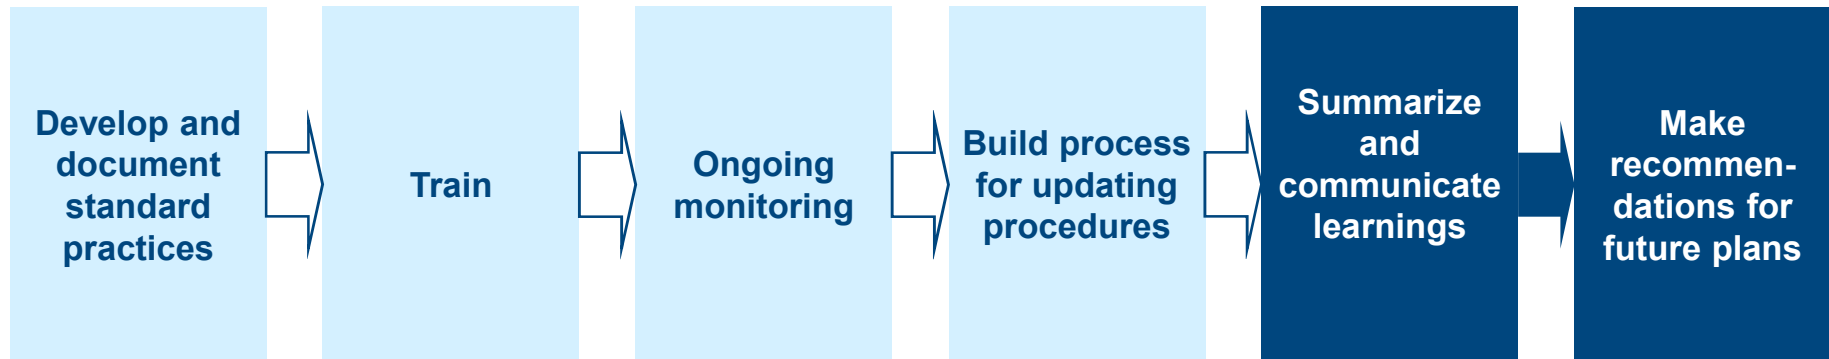 Develop and
document
standard
practices
Train
Ongoing
monitoring
Build process
for updating
procedures
Summarize
and
communicate
learnings
Make
recommen-
dations for
future plans